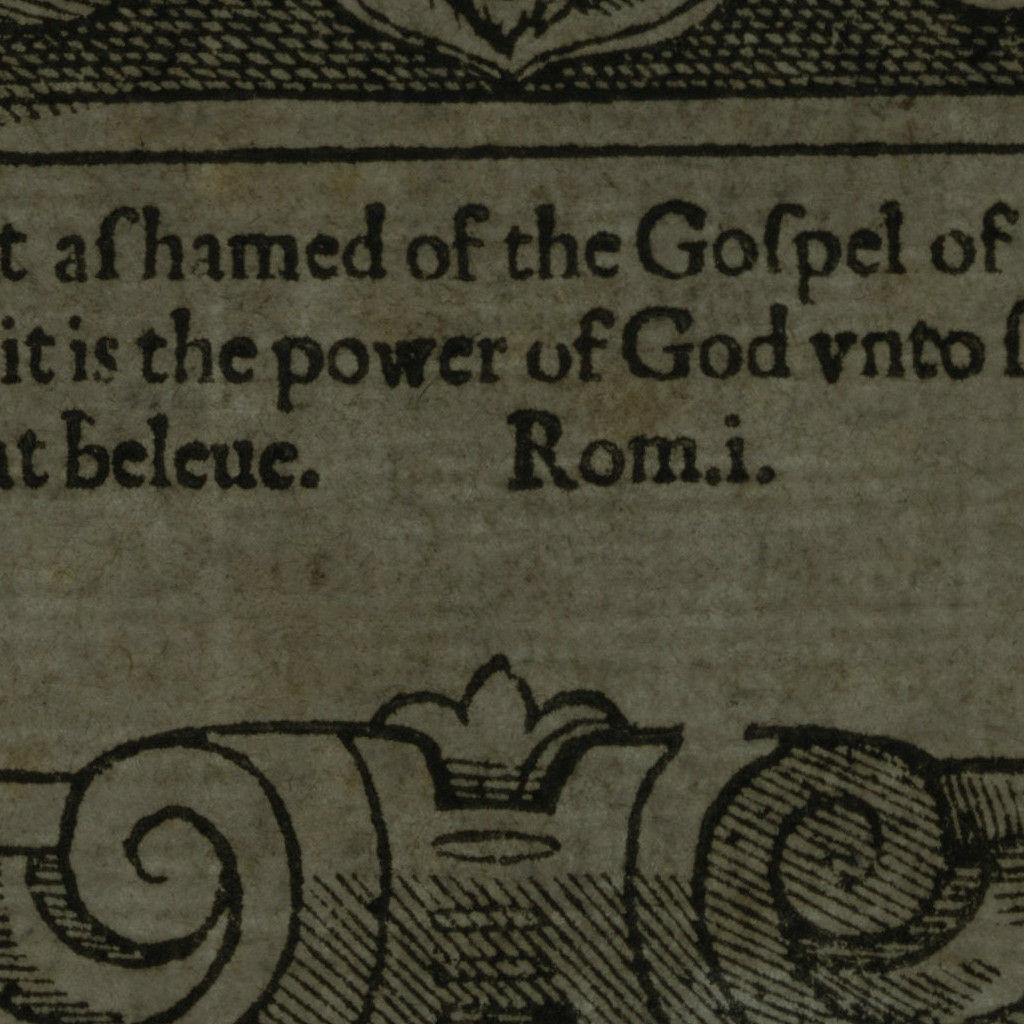 t aſhamed of the Goſpel of
it is the power of God vnto
at beleue. Rom.i.